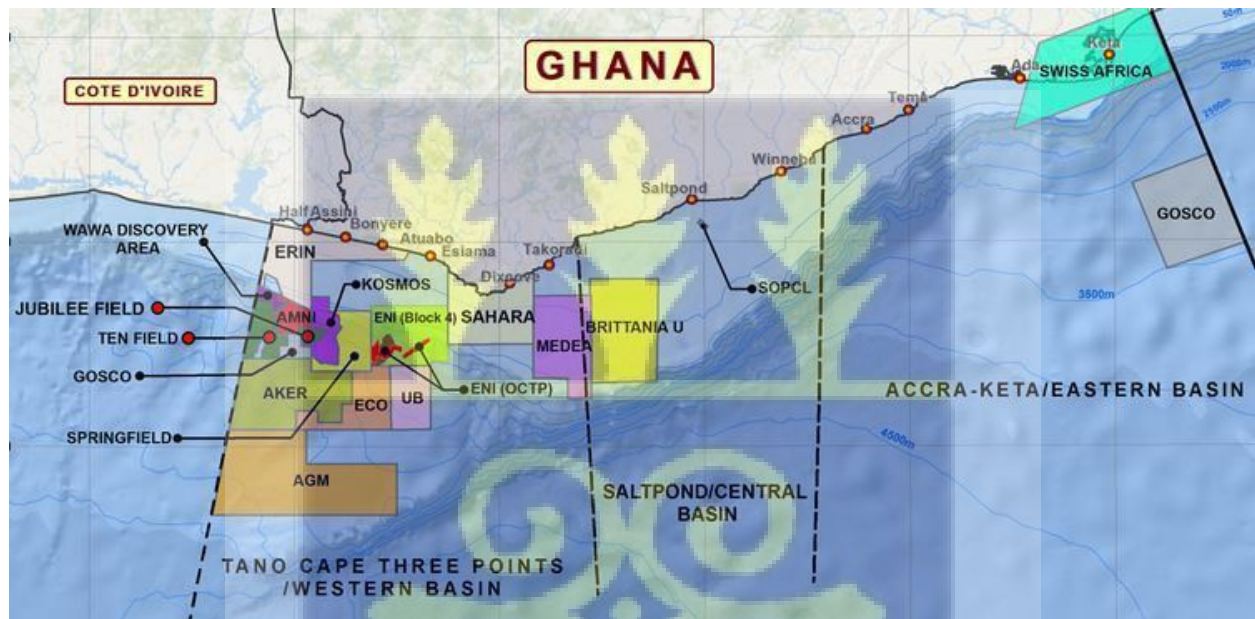 GHANA
COTE D'IVOIRE
Keta
Ada
SWISS AFRICA
50m
2000m
2500m
Tema
Accra
Winneba
Saltpond
GOSCO
Half Assini
Bonyere
Atuabo
Esiama
Takoradi
Dixcove
WAWA DISCOVERY
AREA
ERIN
KOSMOS
SOPCL
3500m
JUBILEE FIELD
AMNI
ENI (Block 4)
SAHARA
BRITTANIA U
TEN FIELD
MEDEA
GOSCO
AKER
ECO
UB
ENI (OCTP)
ACCRA-KETA/EASTERN BASIN
SPRINGFIELD
4500m
AGM
SALTPOND/CENTRAL
BASIN
TANO CAPE THREE POINTS
/WESTERN BASIN